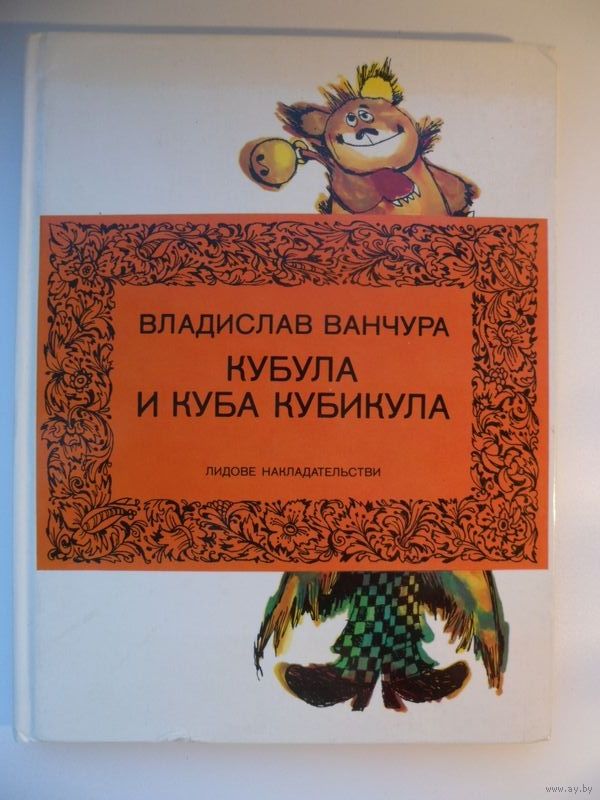 ВЛАДИСЛАВ ВАНЧУРА
КУБУЛА
И КУБА КУБИКУЛА
ЛИДОВЕ НАКЛАДАТЕЛЬСТВИ
www.ay.by